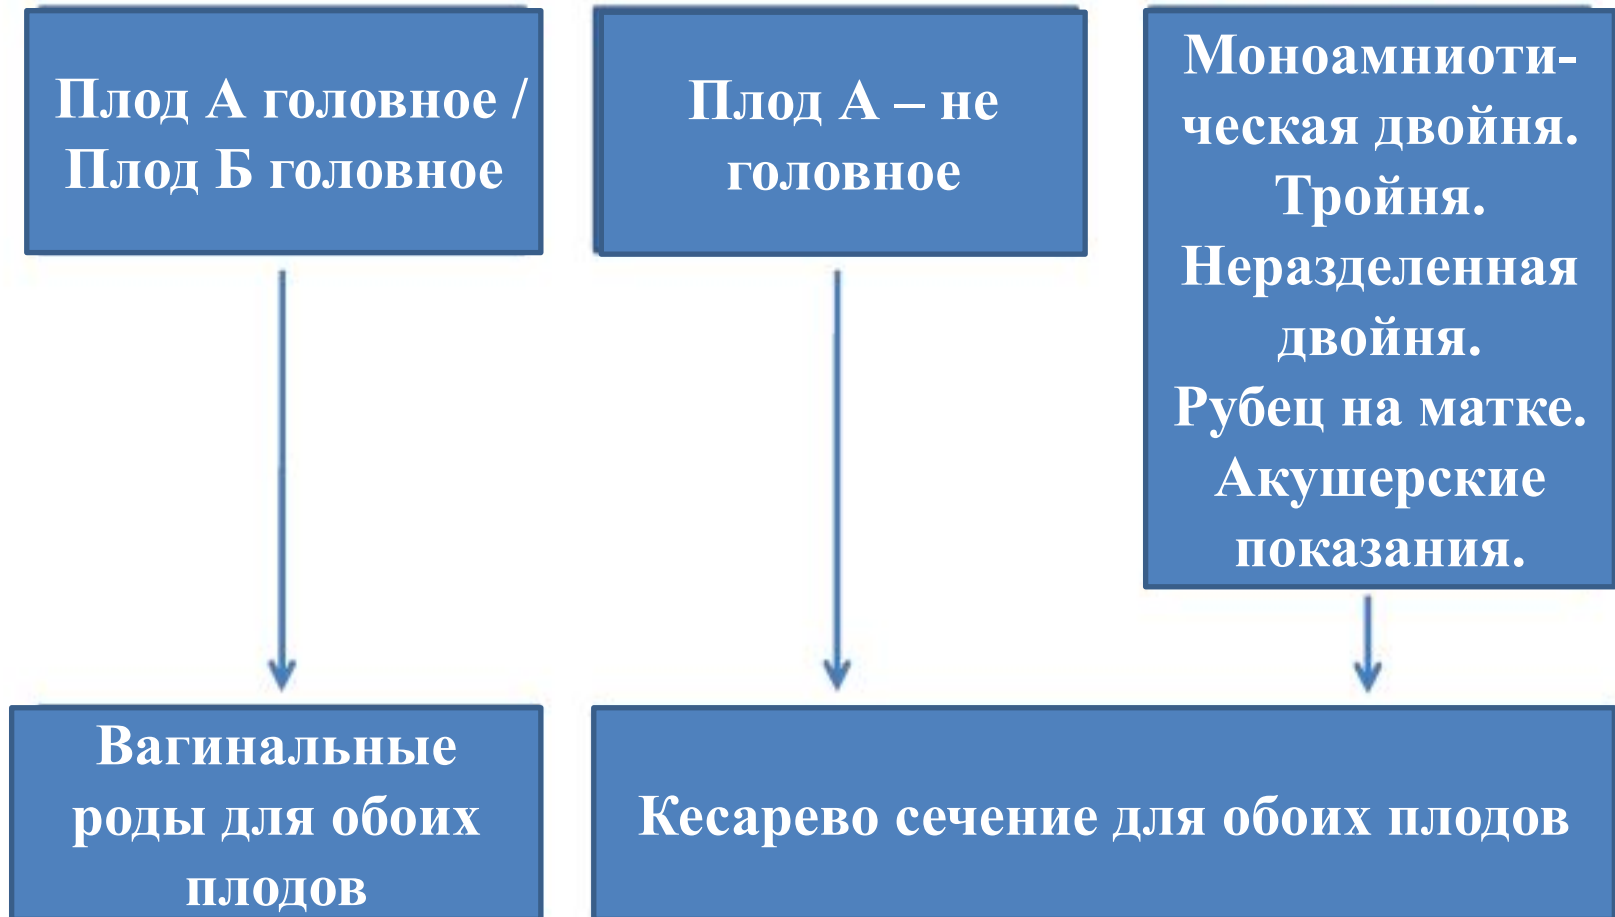 Плод А головное /
Плод Б головное
Плод А – не
головное
Моноамниоти-
ческая двойня.
Тройня.
Неразделенная
двойня.
Рубец на матке.
Акушерские
показания.
Вагинальные
роды для обоих
плодов
Кесарево сечение для обоих плодов